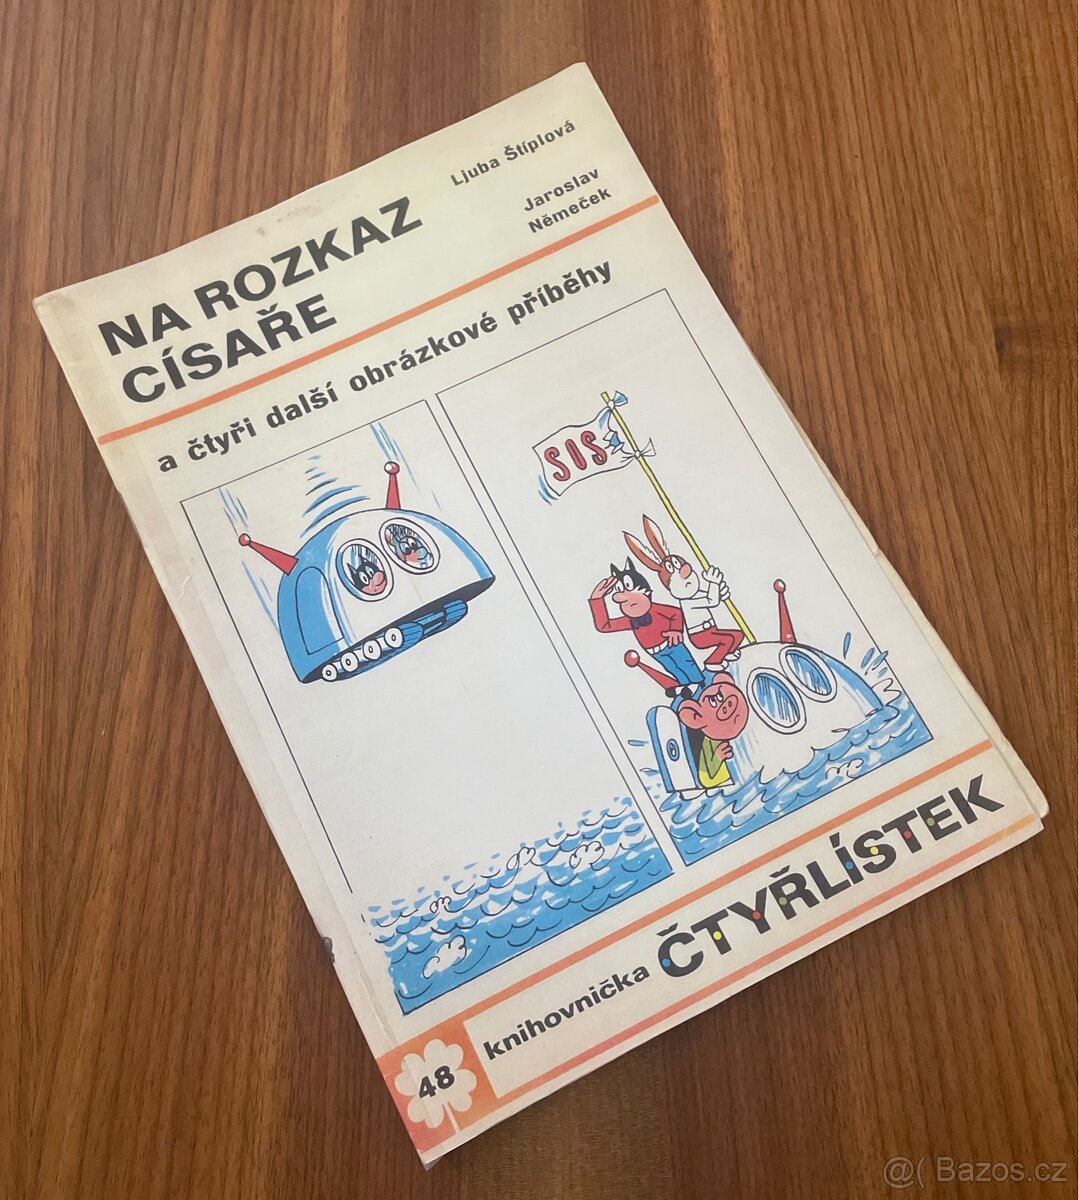 Ljuba Štíplová
Jaroslav
Němeček
NA ROZKAZ
CÍSAŘE
a čtyři další obrázkové příběhy
SIS
knihovnička ČTYŘLÍSTEK
48
@( Bazos.cz